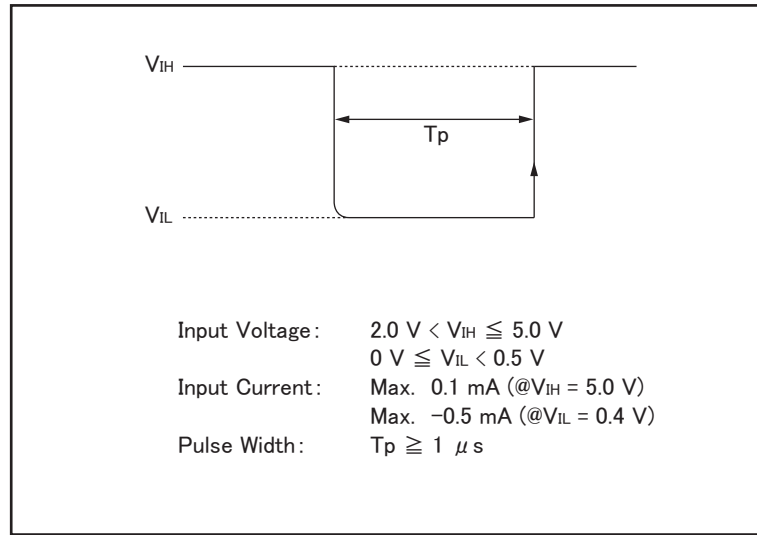 VIH
Tp
VIL
Input Voltage: 2.0 V < VIH ≦ 5.0 V
0 V ≦ VIL < 0.5 V
Input Current: Max. 0.1 mA (@VIH = 5.0 V)
Max. -0.5 mA (@VIL = 0.4 V)
Pulse Width: Tp ≧ 1 μs